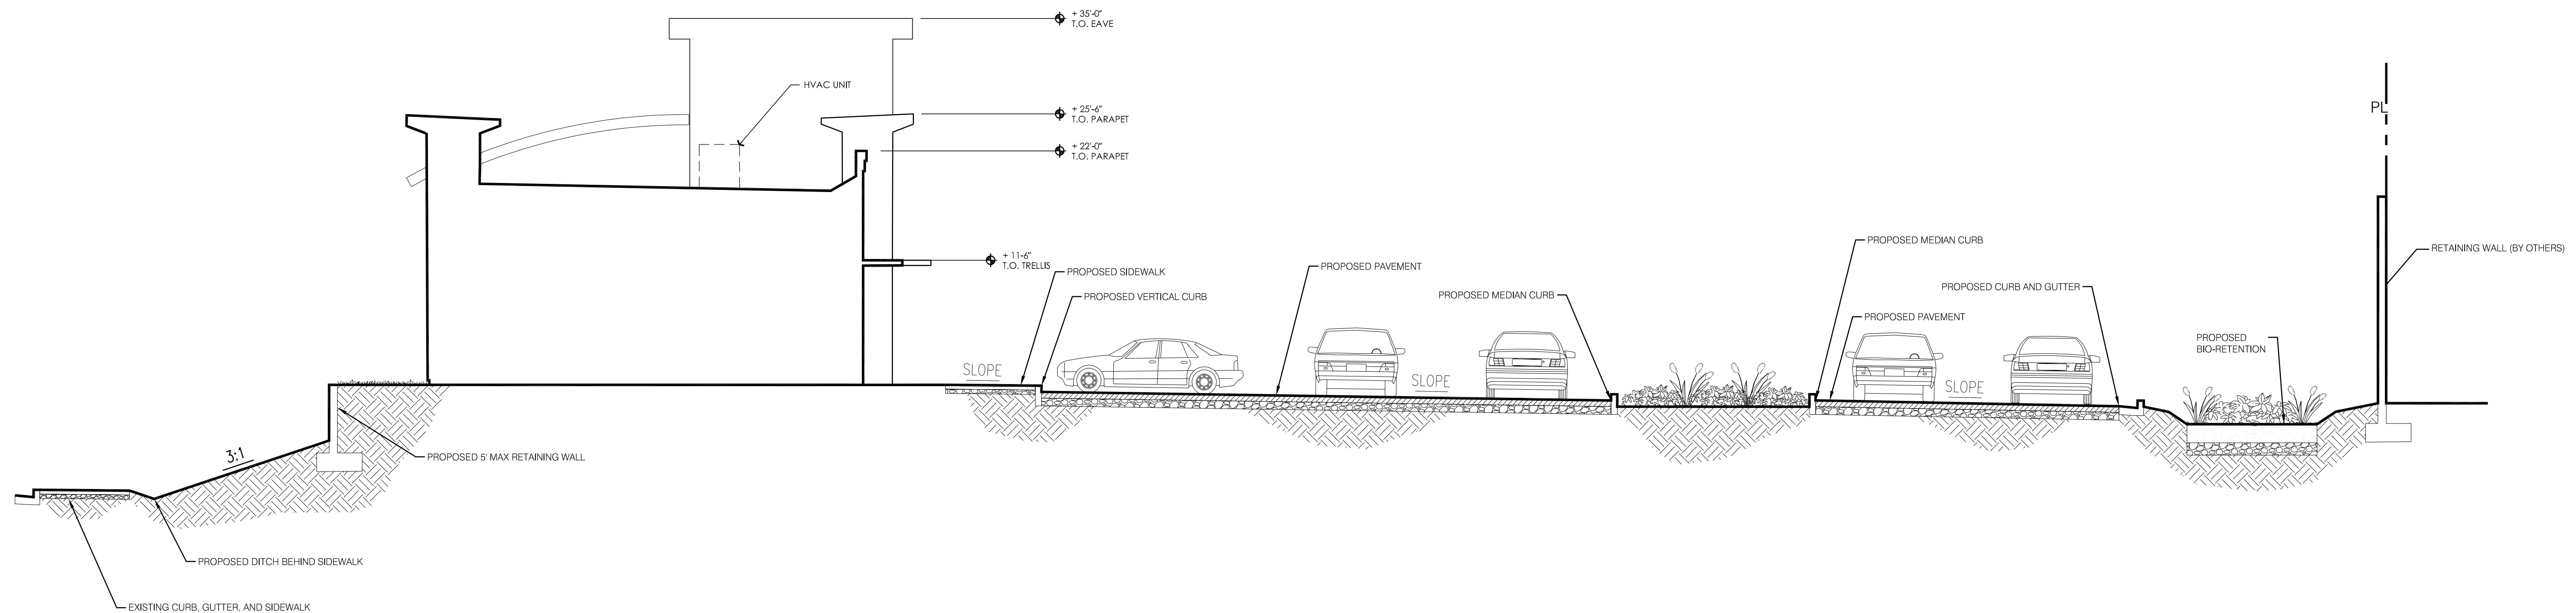 + 35'-0"
T.O. EAVE
HVAC UNIT
+ 25'-6"
T.O. PARAPET
+ 22'-0"
T.O. PARAPET
PL
+ 11-6"
T.O. TRELLIS
PROPOSED SIDEWALK
PROPOSED VERTICAL CURB
PROPOSED PAVEMENT
PROPOSED MEDIAN CURB
PROPOSED MEDIAN CURB
PROPOSED PAVEMENT
PROPOSED CURB AND GUTTER
RETAINING WALL (BY OTHERS)
PROPOSED
BIO-RETENTION
SLOPE
SLOPE
SLOPE
3:1
PROPOSED 5' MAX RETAINING WALL
PROPOSED DITCH BEHIND SIDEWALK
EXISTING CURB, GUTTER, AND SIDEWALK